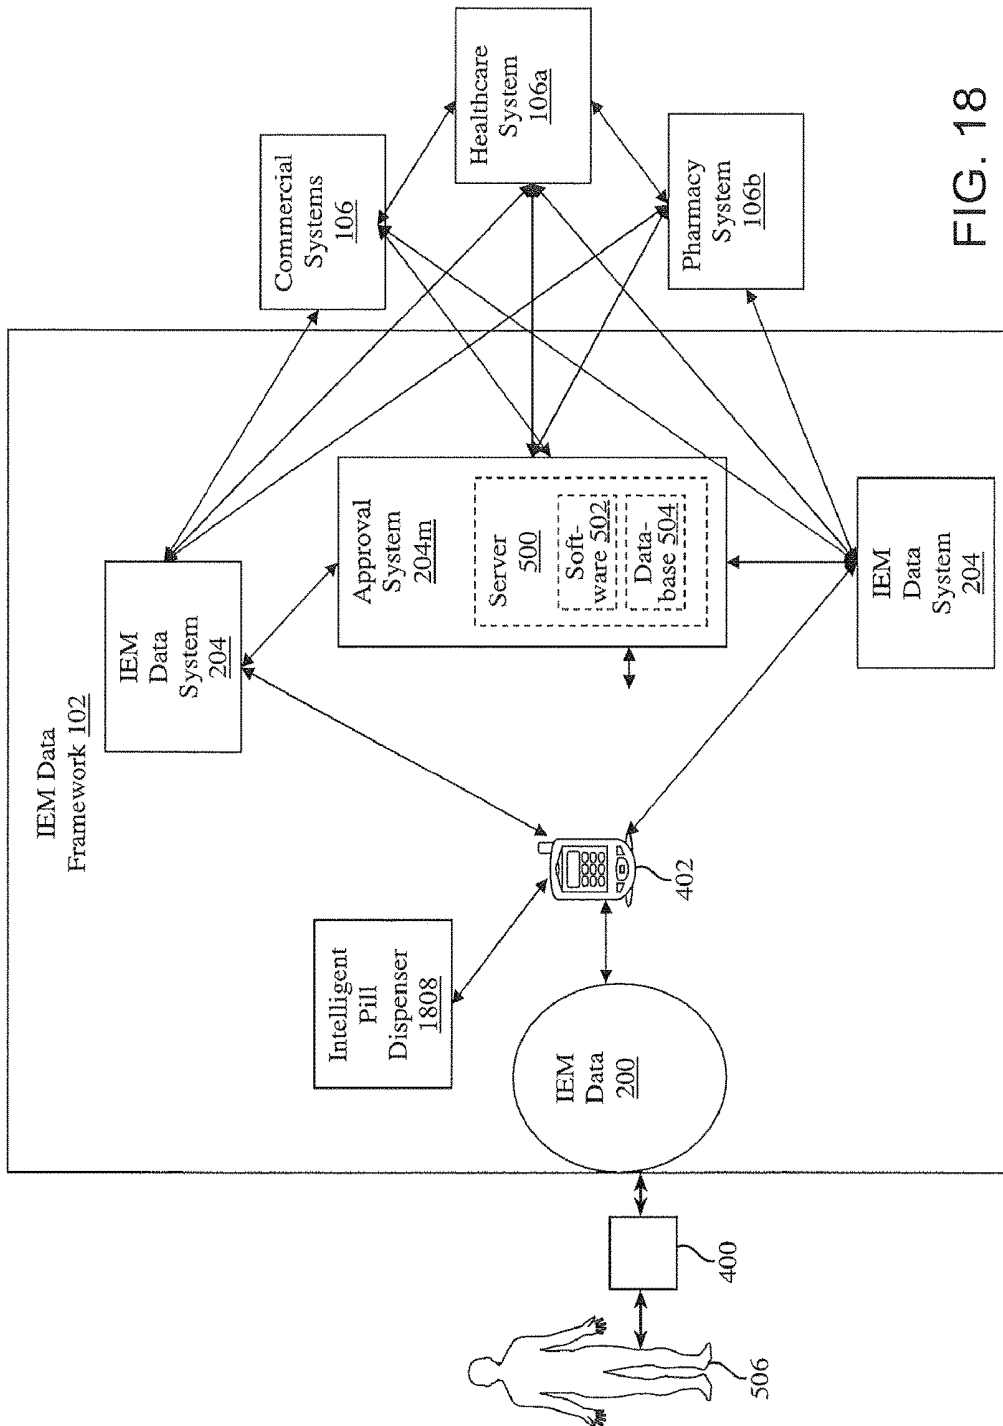 IEM Data
Framework 102
IEM
Data
System
204
Commercial
Systems
106
Intelligent
Pill
Dispenser
1808
Approval
System
204m
Server
500
Soft-
ware 502
Data-
base 504
Healthcare
System
106a
IEM
Data
200
402
400
506
Pharmacy
System
106b
IEM
Data
System
204
FIG. 18